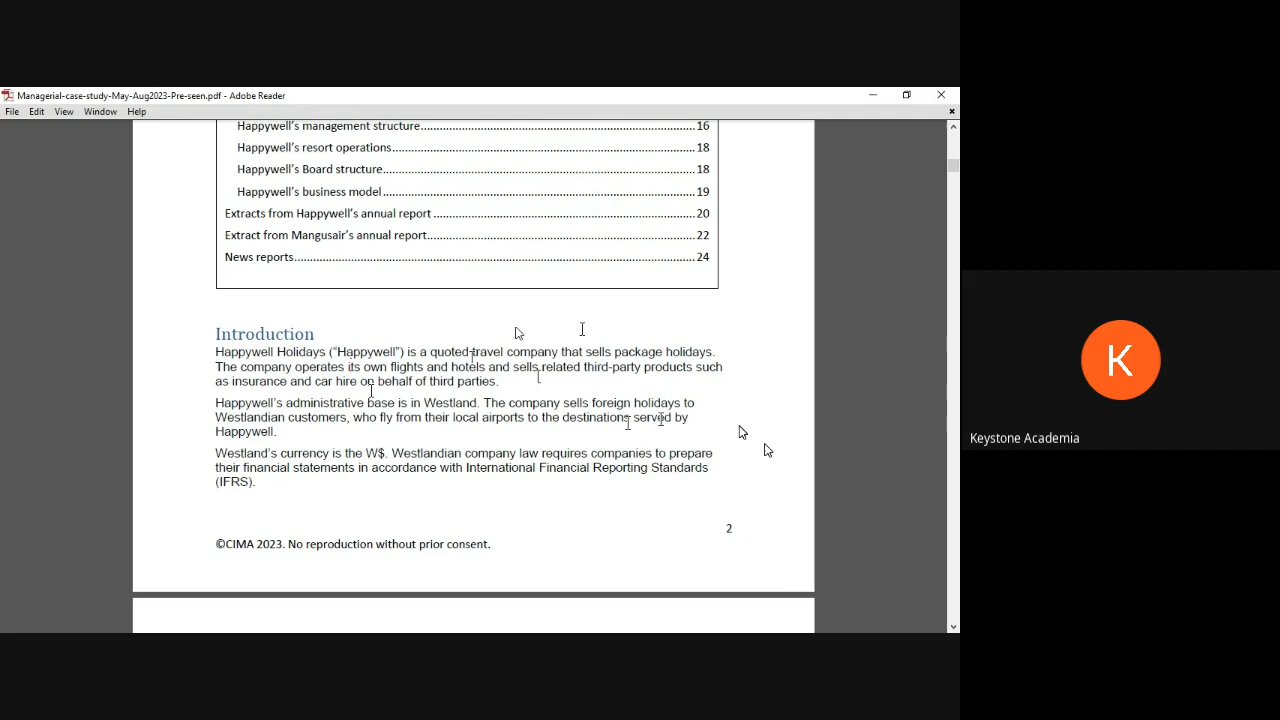 Managerial-case-study-May-Aug2023-Pre-seen.pdf - Adobe Reader
File Edit View Window Help
Happywell's management structure........................................................................16
Happywell's resort operations........................................................................18
Happywell's Board structure........................................................................18
Happywell's business model........................................................................19
Extracts from Happywell's annual report........................................................................20
Extract from Mangusair's annual report........................................................................22
News reports........................................................................24
Introduction
Happywell Holidays ("Happywell") is a quoted travel company that sells package holidays.
The company operates its own flights and hotels and sells related third-party products such
as insurance and car hire on behalf of third parties.
Happywell's administrative base is in Westland. The company sells foreign holidays to
Westlandian customers, who fly from their local airports to the destinations served by
Happywell.
Westland's currency is the W$. Westlandian company law requires companies to prepare
their financial statements in accordance with International Financial Reporting Standards
(IFRS).
2
©CIMA 2023. No reproduction without prior consent.
K
Keystone Academia